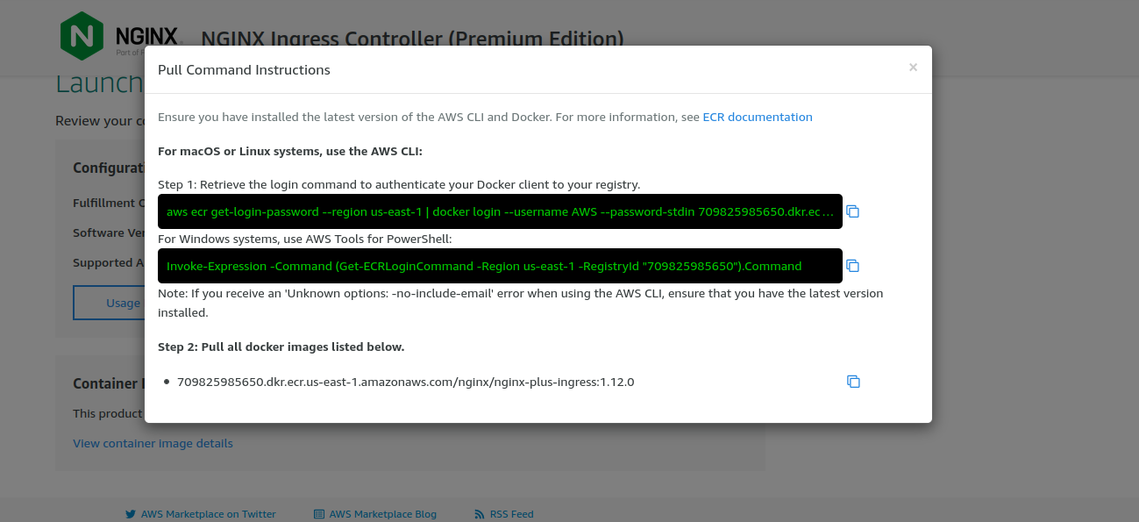 NGINX
Part of
NGINX Ingress Controller (Premium Edition)
Launch
Pull Command Instructions
×
Review your
Ensure you have installed the latest version of the AWS CLI and Docker. For more information, see ECR documentation
For macOS or Linux systems, use the AWS CLI:
Configurat
Step 1: Retrieve the login command to authenticate your Docker client to your registry.
Fulfillment
aws ecr get-login-password --region us-east-1 | docker login --username AWS --password-stdin 709825985650.dkr.ec...
Software Ver
For Windows systems, use AWS Tools for PowerShell:
Supported A
Invoke-Expression -Command (Get-ECRLoginCommand -Region us-east-1 -RegistryId "709825985650").Command
Usage
Note: If you receive an 'Unknown options: -no-include-email' error when using the AWS CLI, ensure that you have the latest version
installed.
Step 2: Pull all docker images listed below.
Container
• 709825985650.dkr.ecr.us-east-1.amazonaws.com/nginx/nginx-plus-ingress:1.12.0
This product
View container image details
AWS Marketplace on Twitter
AWS Marketplace Blog
RSS Feed